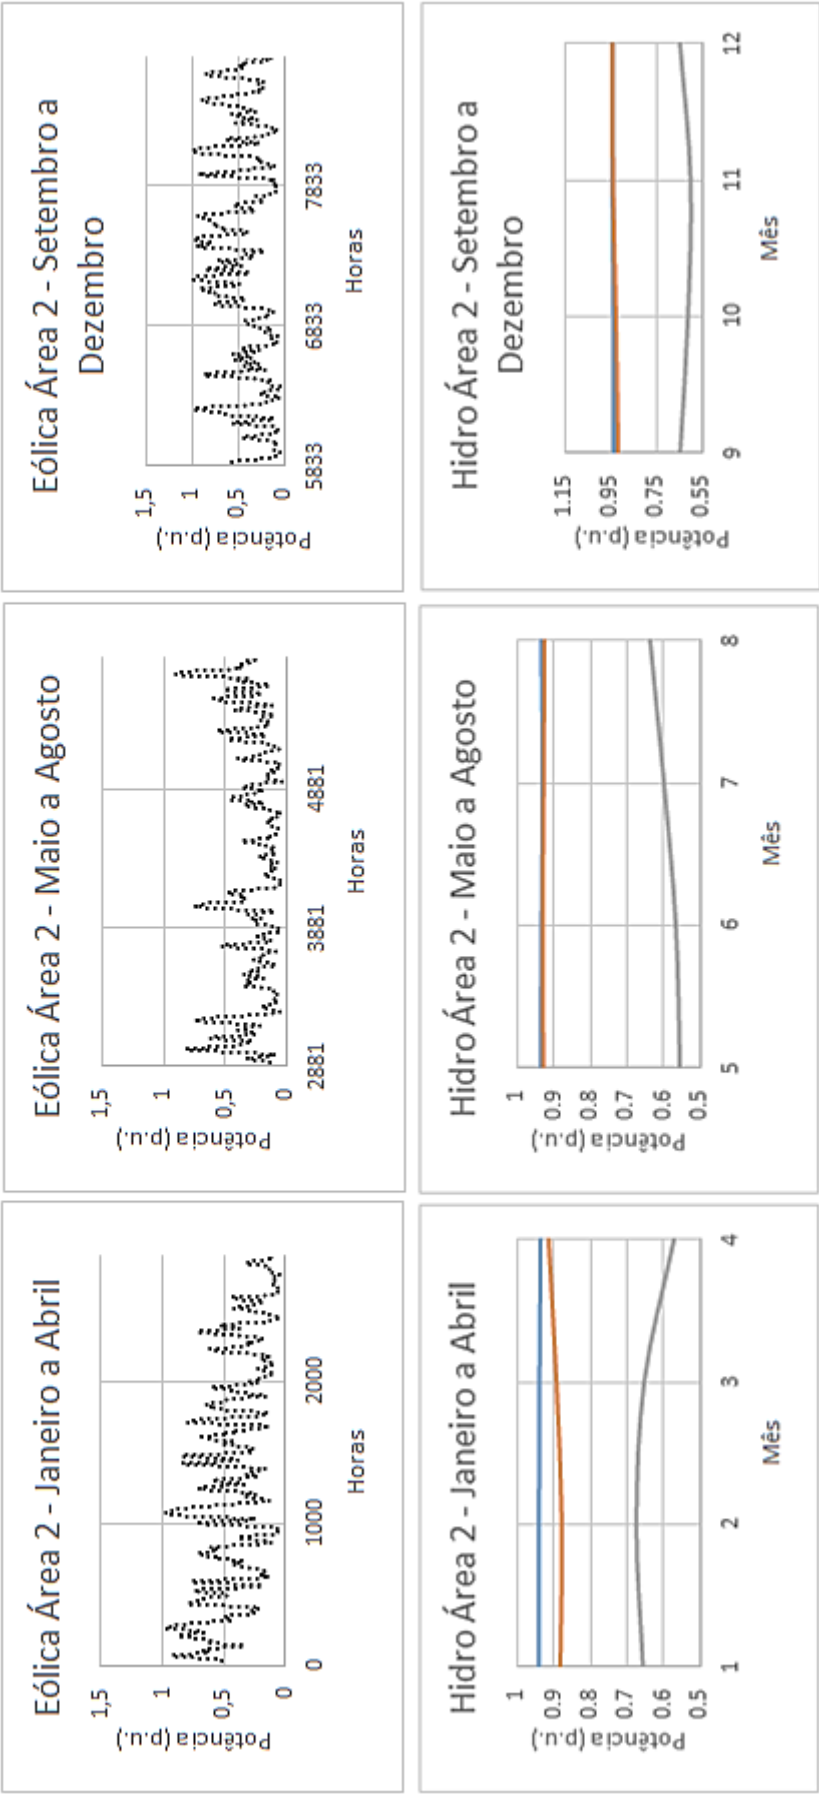 Eólica Área 2 - Janeiro a Abril
Potência (p.u.)
1,5
1
0,5
0
0
1000
2000
Horas
Eólica Área 2 - Maio a Agosto
Potência (p.u.)
1,5
1
0,5
0
2881
3881
4881
Horas
Eólica Área 2 - Setembro a
Dezembro
Potência (p.u.)
1,5
1
0,5
0
5833
6833
7833
Horas
Hidro Área 2 - Janeiro a Abril
Potência (p.u.)
1
0.9
0.8
0.7
0.6
0.5
1
2
3
4
Mês
Hidro Área 2 - Maio a Agosto
Potência (p.u.)
1
0.9
0.8
0.7
0.6
0.5
5
6
7
8
Mês
Hidro Área 2 - Setembro a
Dezembro
Potência (p.u.)
1.15
0.95
0.75
0.55
9
10
11
12
Mês